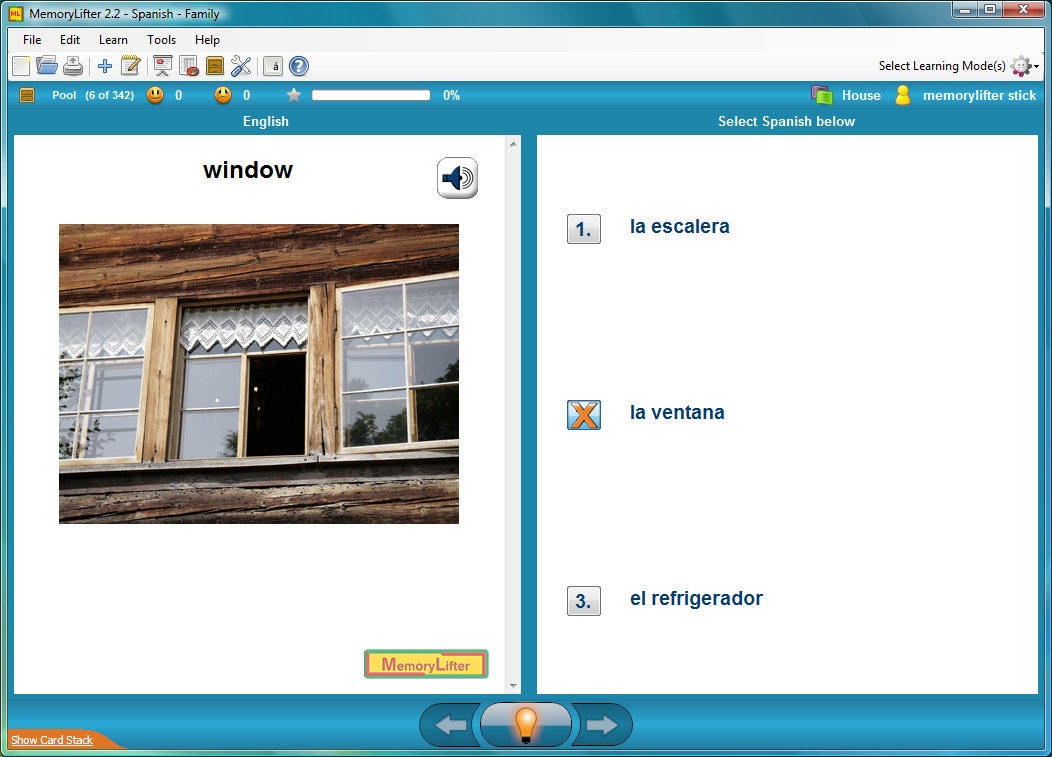 MemoryLifter 2.2 - Spanish - Family
File Edit Learn Tools Help
Select Learning Mode(s)
Pool (6 of 342) 0 0 0% House memorylifter stick
English
Select Spanish below
window
1. la escalera
la ventana
3. el refrigerador
MemoryLifter
Show Card Stack